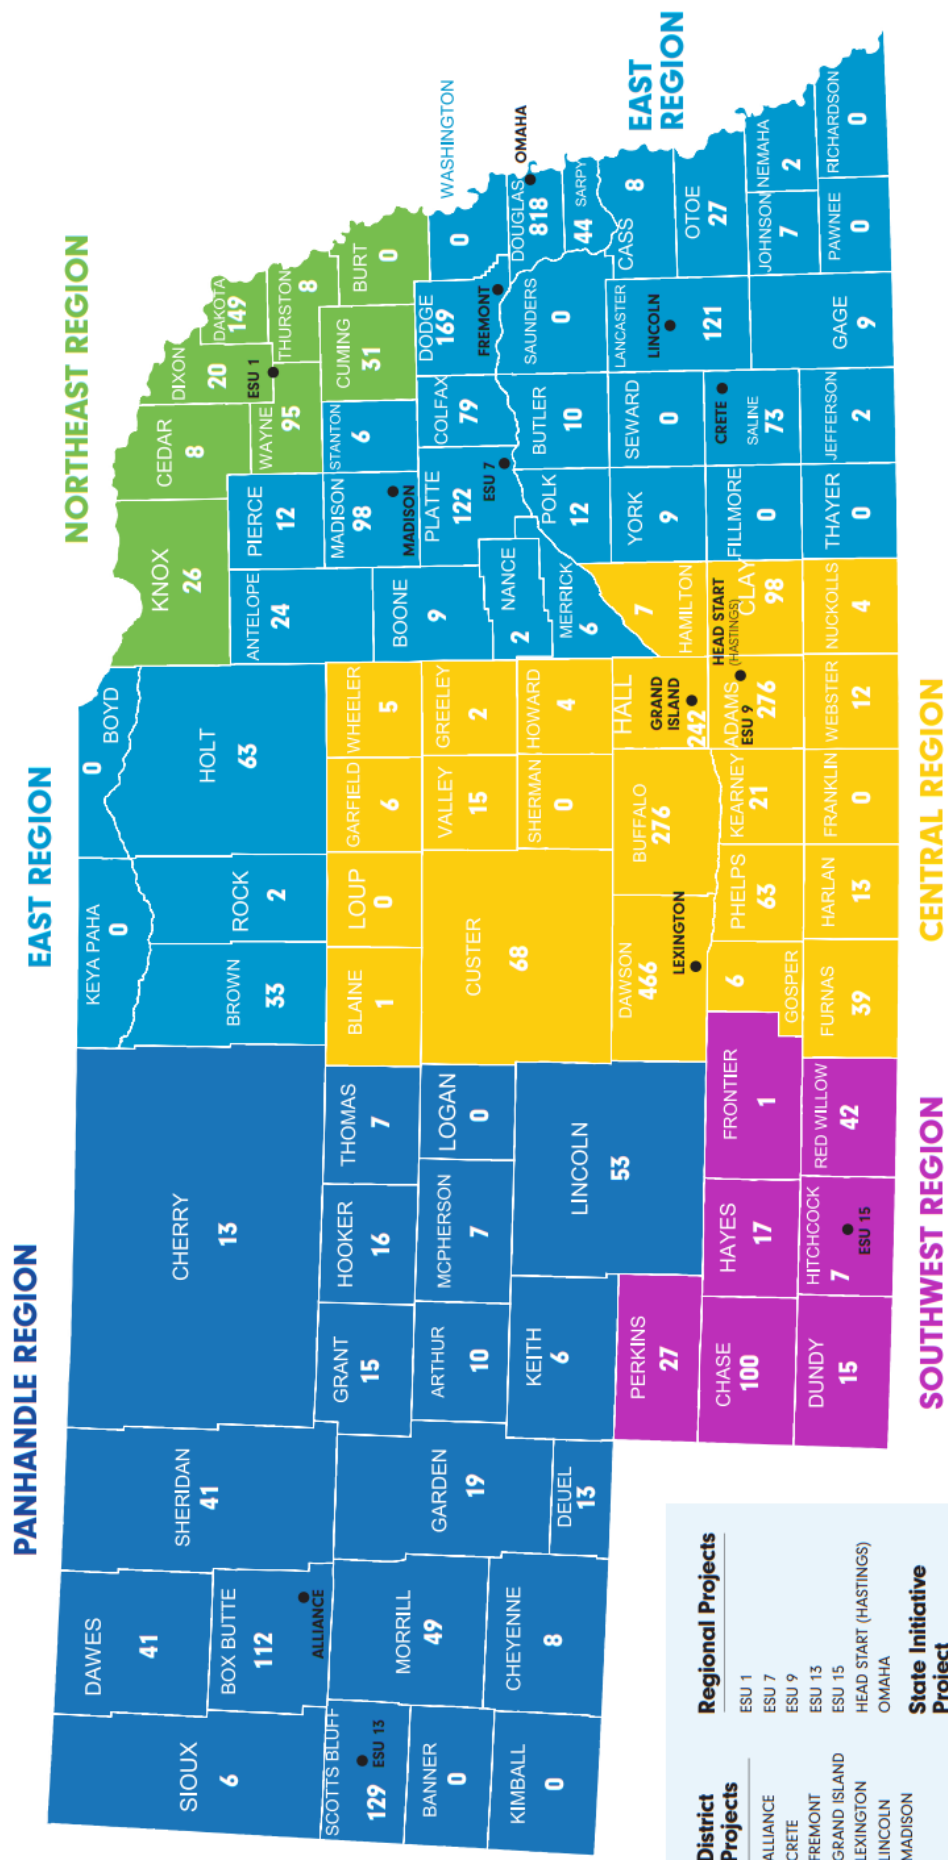 PANHANDLE REGION
EAST REGION
NORTHEAST REGION
EAST
REGION
SOUTHWEST REGION
CENTRAL REGION
SIOUX
6
DAWES
41
BOX BUTTE
112
ALLIANCE
SHERIDAN
41
SCOTTS BLUFF
129
ESU 13
BANNER
0
KIMBALL
0
MORRILL
49
CHEYENNE
8
GARDEN
19
DEUEL
13
CHERRY
13
GRANT
15
HOOKER
16
THOMAS
7
ARTHUR
10
MCPHERSON
7
LOGAN
0
KEITH
6
LINCOLN
53
PERKINS
27
CHASE
100
HAYES
17
FRONTIER
1
DUNDY
15
HITCHCOCK
7
ESU 15
RED WILLOW
42
KEYA PAHA
0
BOYD
0
BROWN
33
ROCK
2
HOLT
63
BLAINE
1
LOUP
0
GARFIELD
6
WHEELER
5
CUSTER
68
VALLEY
15
GREELEY
2
SHERMAN
0
HOWARD
4
DAWSON
466
LEXINGTON
BUFFALO
276
HALL
GRAND
ISLAND
242
HAMILTON
7
GOSPER
6
PHELPS
63
KEARNEY
21
ADAMS
276
ESU 9
HEAD START
(HASTINGS)
CLAY
98
FURNAS
39
HARLAN
13
FRANKLIN
0
WEBSTER
12
NUCKOLLS
4
KNOX
26
CEDAR
8
DIXON
20
DAKOTA
149
ESU 1
WAYNE
95
THURSTON
8
CUMING
31
BURT
0
ANTELOPE
24
PIERCE
12
MADISON
98
MADISON
STANTON
6
BOONE
9
PLATTE
122
ESU 7
COLFAX
79
DODGE
169
FREMONT
WASHINGTON
0
NANCE
2
MERRICK
6
POLK
12
BUTLER
10
SAUNDERS
0
DOUGLAS
818
OMAHA
SARPY
44
CASS
8
YORK
9
SEWARD
0
LANCASTER
LINCOLN
121
OTOE
27
FILLMORE
0
CRETE
SALINE
73
GAGE
9
JOHNSON
7
NEMAHA
2
THAYER
0
JEFFERSON
2
PAWNEE
0
RICHARDSON
0
District
Projects
ALLIANCE
CRETE
FREMONT
GRAND ISLAND
LEXINGTON
LINCOLN
MADISON
Regional Projects
ESU 1
ESU 7
ESU 9
ESU 13
ESU 15
HEAD START (HASTINGS)
OMAHA
State Initiative
Project